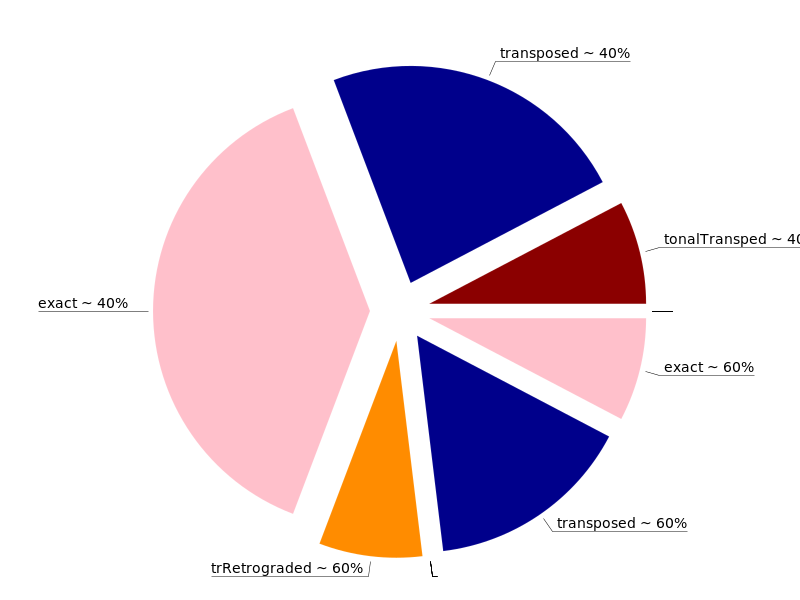 transposed ~ 40%
tonalTransped ~ 40
exact ~ 40%
exact ~ 60%
transposed ~ 60%
trRetrograded ~ 60%